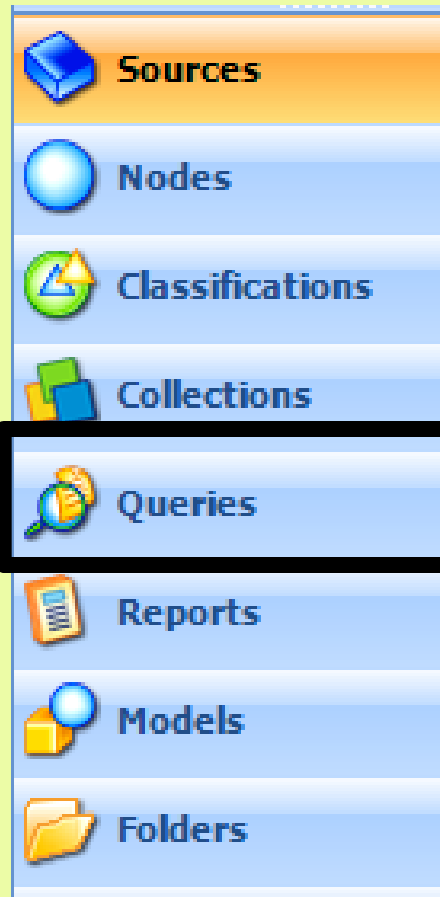 Sources
Nodes
Classifications
Collections
Queries
Reports
Models
Folders